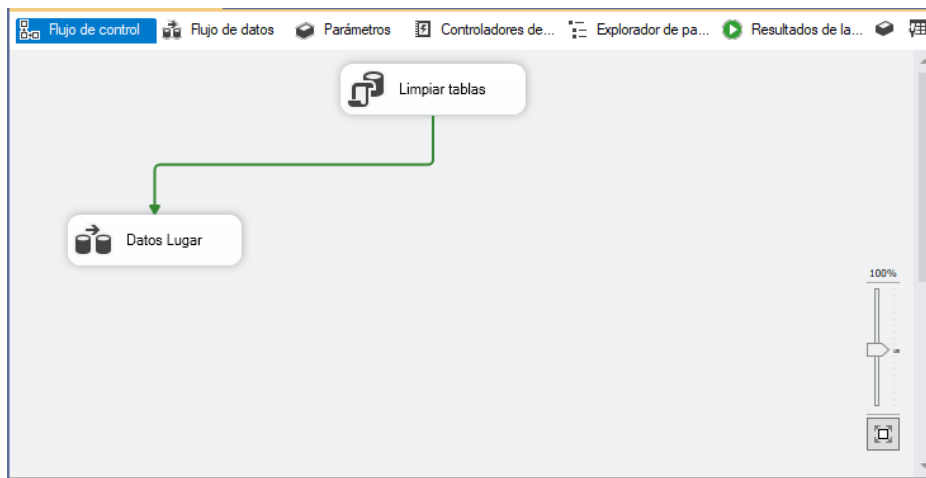 Flujo de control
Flujo de datos
Parámetros
Controladores de...
Explorador de pa...
Resultados de la...
Limpiar tablas
Datos Lugar
100%